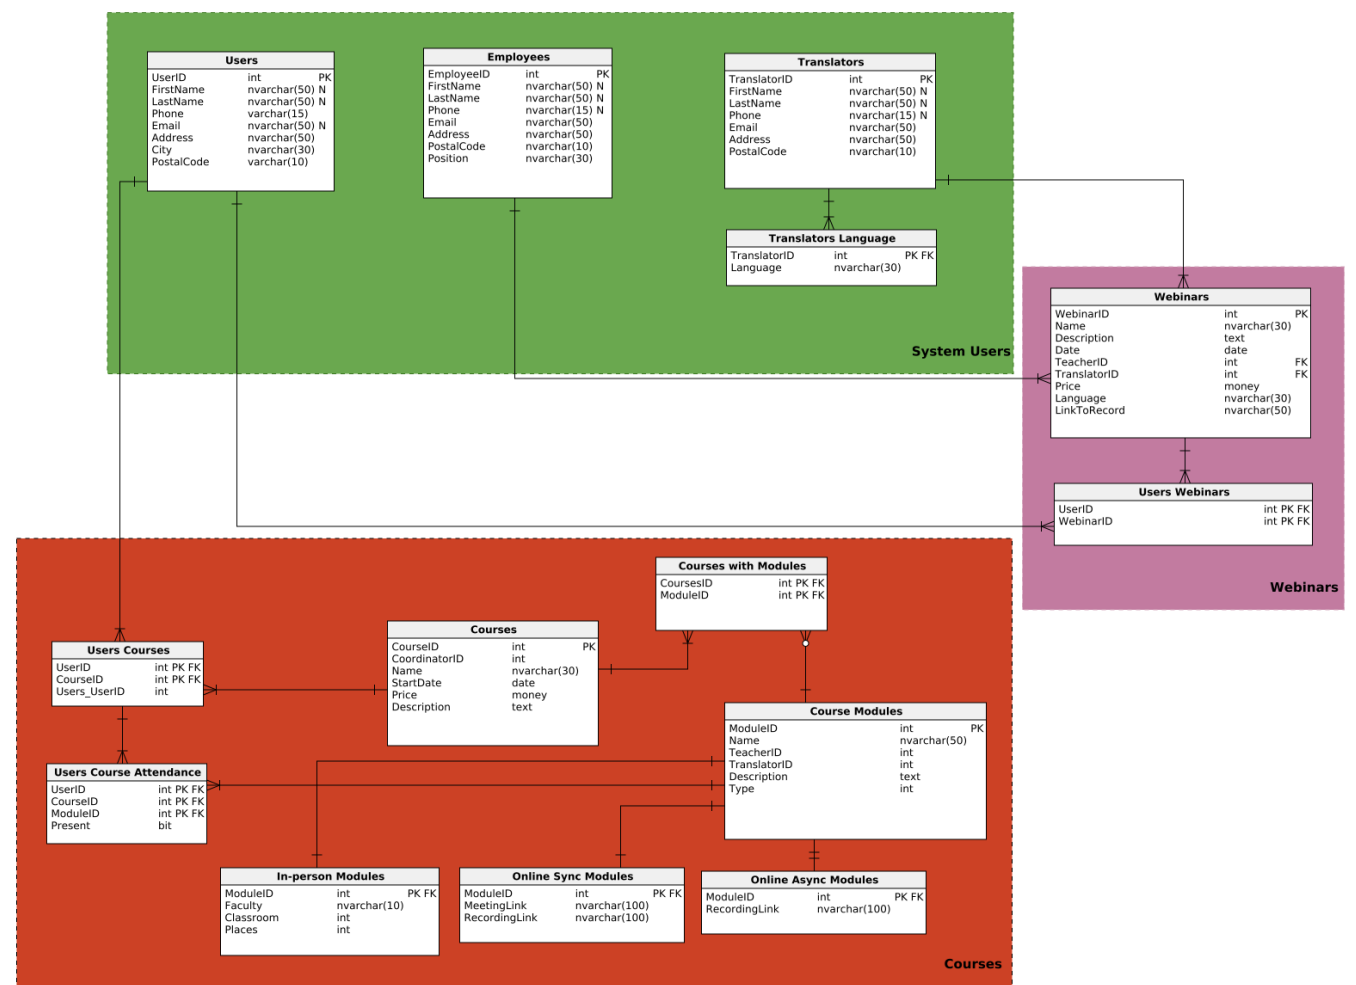 Users
UserID int PK
FirstName nvarchar(50) N
LastName nvarchar(50) N
Phone varchar(15)
Email nvarchar(50) N
Address nvarchar(50)
City nvarchar(30)
PostalCode varchar(10)
Employees
EmployeeID int PK
FirstName nvarchar(50) N
LastName nvarchar(50) N
Phone nvarchar(15) N
Email nvarchar(50)
Address nvarchar(50)
PostalCode nvarchar(10)
Position nvarchar(30)
Translators
TranslatorID int PK
FirstName nvarchar(50) N
LastName nvarchar(50) N
Phone nvarchar(15) N
Email nvarchar(50)
Address nvarchar(50)
PostalCode nvarchar(10)
Translators Language
TranslatorID int PK FK
Language nvarchar(30)
System Users
Webinars
WebinarID int PK
Name nvarchar(30)
Description text
Date date
TeacherID int FK
TranslatorID int FK
Price money
Language nvarchar(30)
LinkToRecord nvarchar(50)
Users Webinars
UserID int PK FK
WebinarID int PK FK
Webinars
Courses with Modules
CoursesID int PK FK
ModuleID int PK FK
Courses
CourseID int PK
CoordinatorID int
Name nvarchar(30)
StartDate date
Price money
Description text
Users Courses
UserID int PK FK
CourseID int PK FK
Users_UserID int
Course Modules
ModuleID int PK
Name nvarchar(50)
TeacherID int
TranslatorID int
Description text
Type int
Users Course Attendance
UserID int PK FK
CourseID int PK FK
ModuleID int PK FK
Present bit
In-person Modules
ModuleID int PK FK
Faculty nvarchar(10)
Classroom int
Places int
Online Sync Modules
ModuleID int PK FK
MeetingLink nvarchar(100)
RecordingLink nvarchar(100)
Online Async Modules
ModuleID int PK FK
RecordingLink nvarchar(100)
Courses